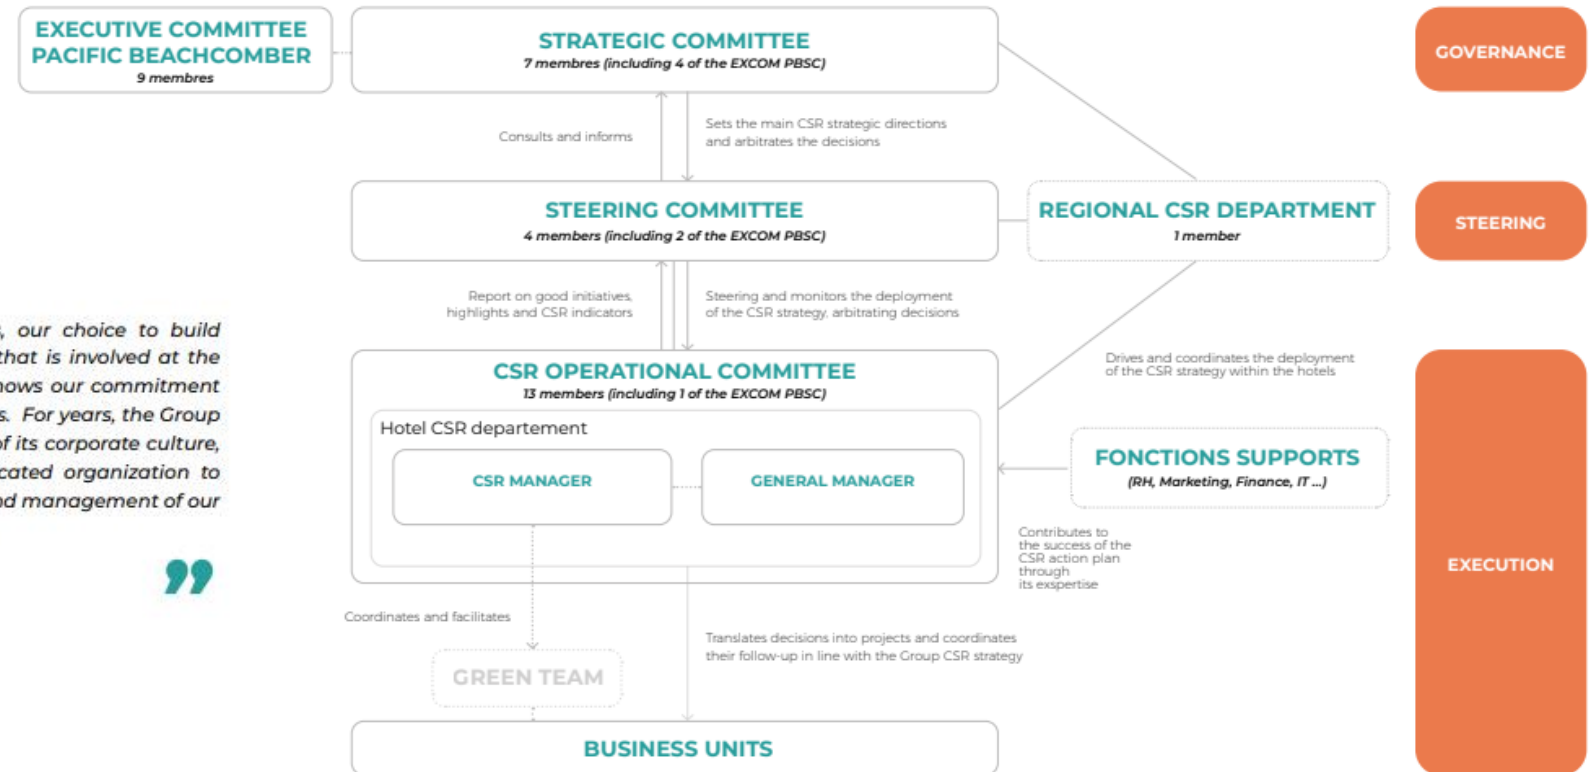 EXECUTIVE COMMITTEE
PACIFIC BEACHCOMBER
9 membres
STRATEGIC COMMITTEE
7 membres (including 4 of the EXCOM PBSC)
GOVERNANCE
Consults and informs
Sets the main CSR strategic directions
and arbitrates the decisions
STEERING COMMITTEE
4 members (including 2 of the EXCOM PBSC)
REGIONAL CSR DEPARTMENT
1 member
STEERING
Report on good initiatives,
highlights and CSR indicators
Steering and monitors the deployment
of the CSR strategy, arbitrating decisions
, our choice to build
that is involved at the
our commitment
For years, the Group
of its corporate culture,
organization to
management of our
”
CSR OPERATIONAL COMMITTEE
13 members (including 1 of the EXCOM PBSC)
Hotel CSR departement
CSR MANAGER
GENERAL MANAGER
Drives and coordinates the deployment
of the CSR strategy within the hotels
FONCTIONS SUPPORTS
(RH, Marketing, Finance, IT ...)
Contributes to
the success of the
CSR action plan
through
its exspertise
EXECUTION
Coordinates and facilitates
Translates decisions into projects and coordinates
their follow-up in line with the Group CSR strategy
GREEN TEAM
BUSINESS UNITS